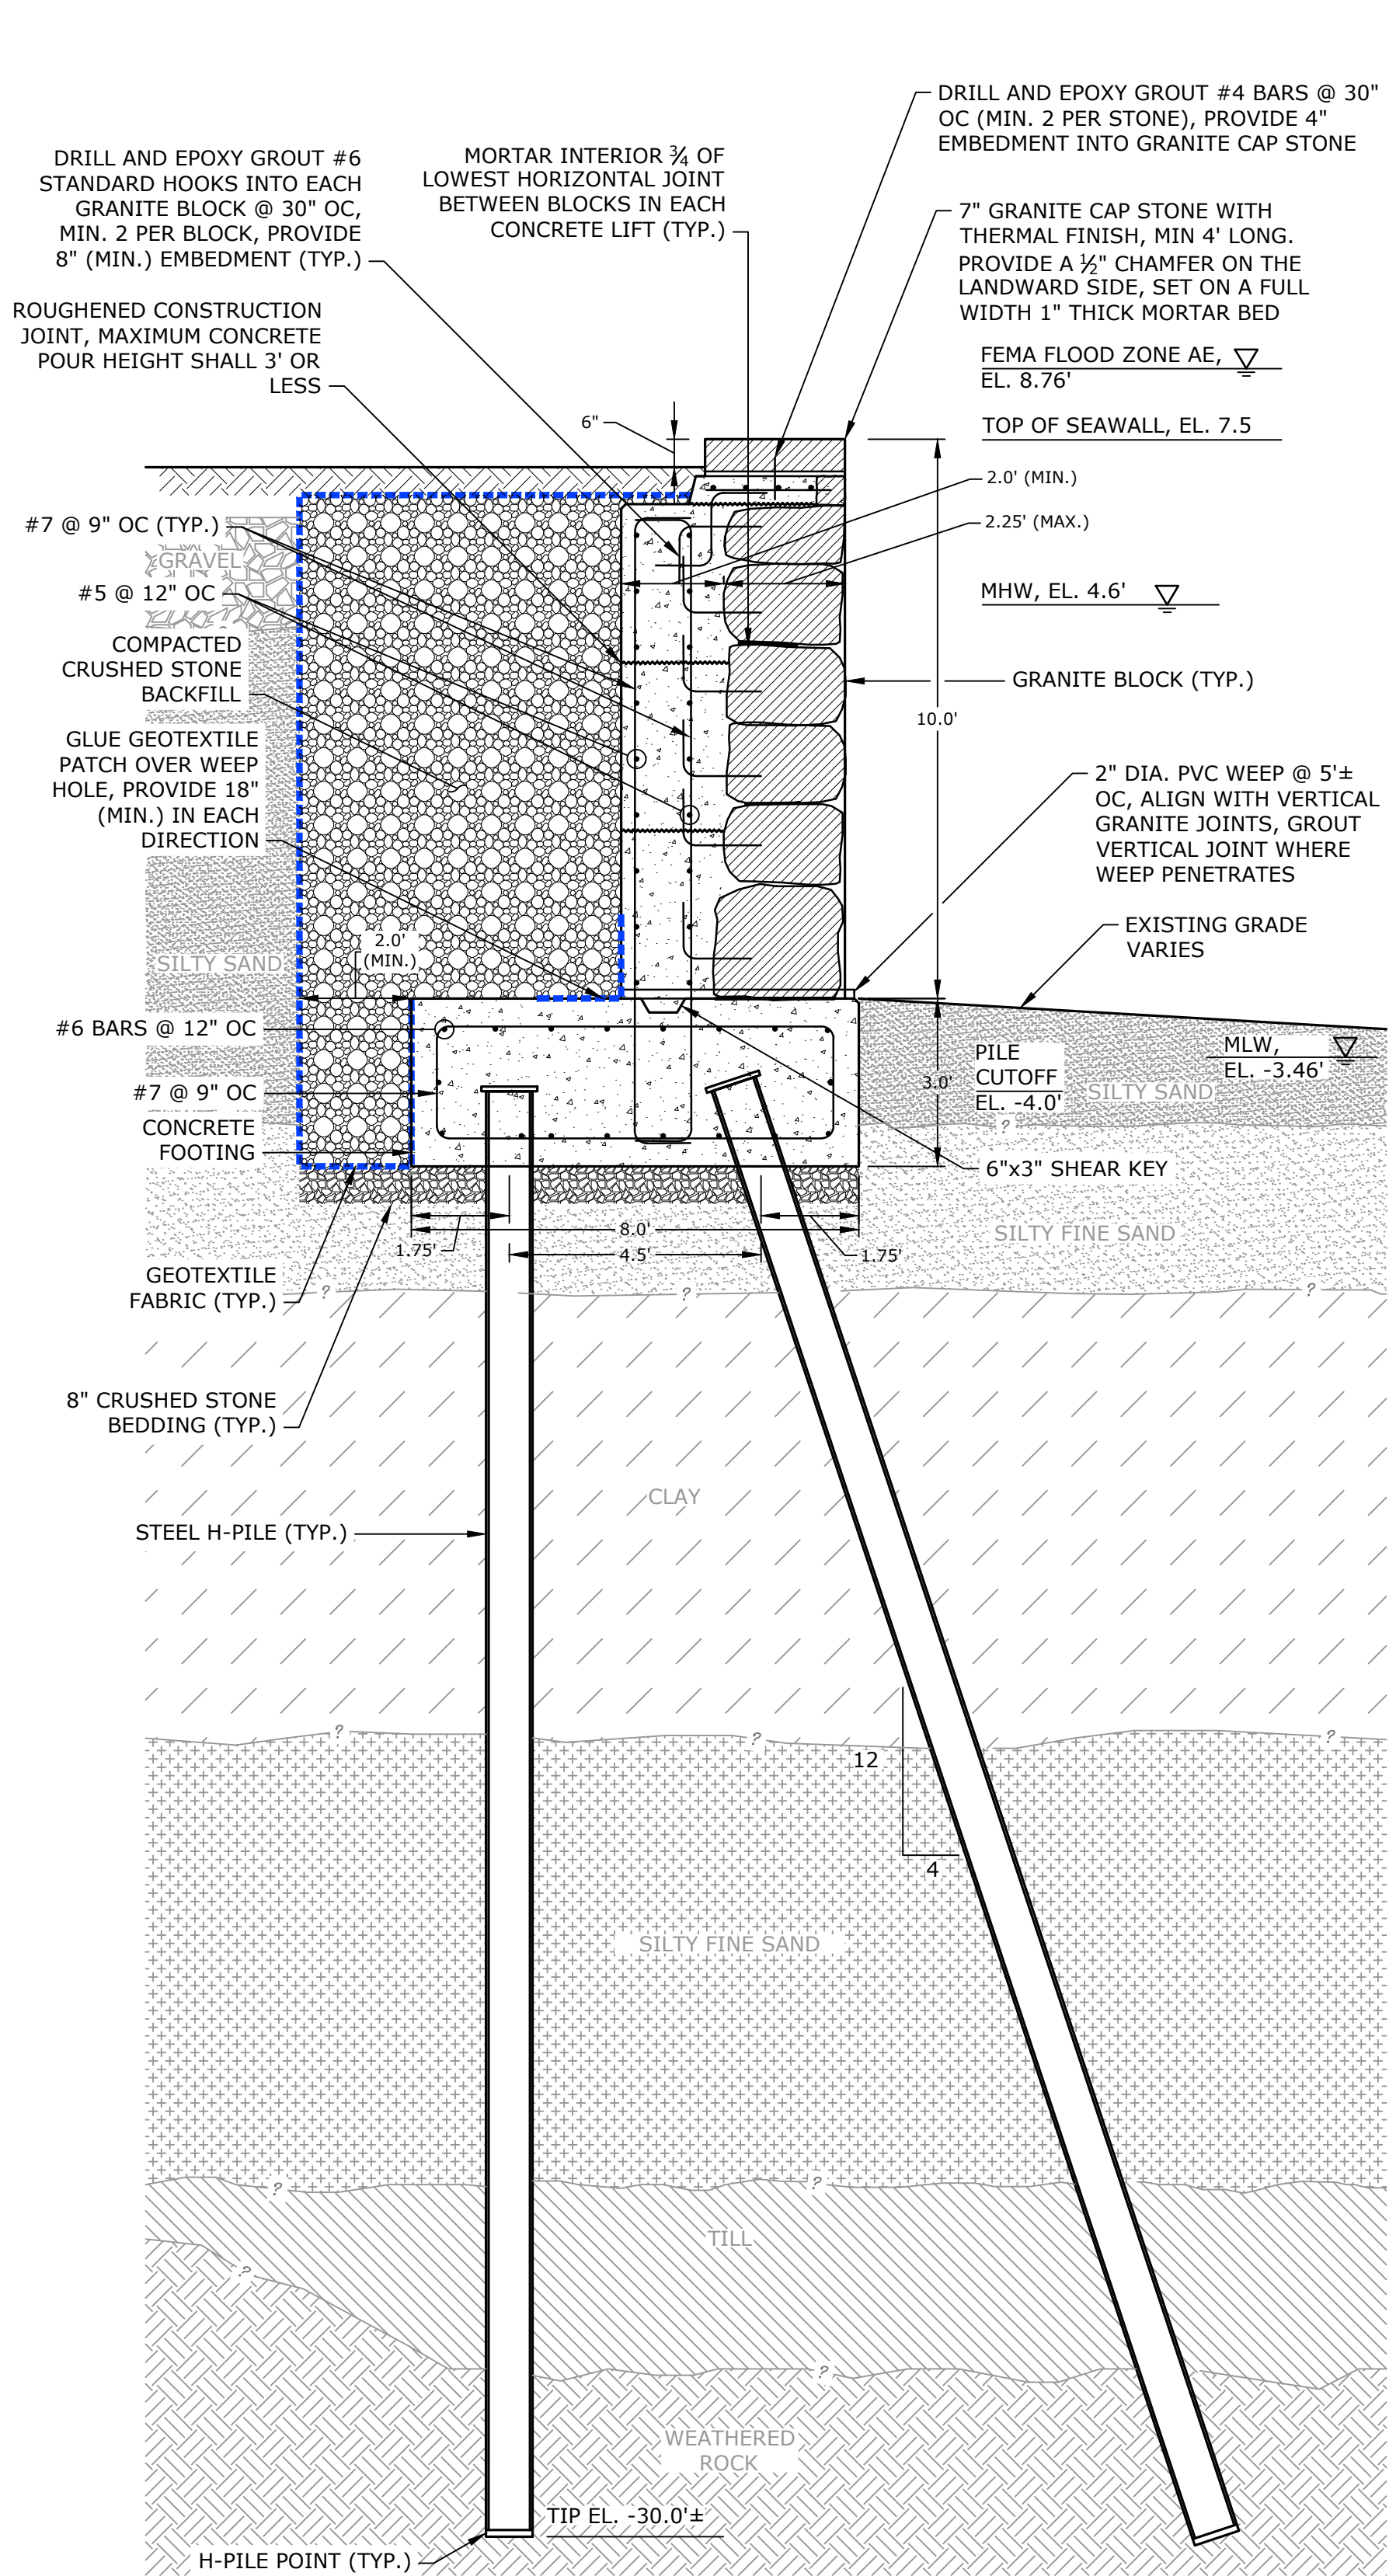 DRILL AND EPOXY GROUT #4 BARS @ 30"
OC (MIN. 2 PER STONE), PROVIDE 4"
EMBEDMENT INTO GRANITE CAP STONE
DRILL AND EPOXY GROUT #6
STANDARD HOOKS INTO EACH
GRANITE BLOCK @ 30" OC,
MIN. 2 PER BLOCK, PROVIDE
8" (MIN.) EMBEDMENT (TYP.)
MORTAR INTERIOR ¾ OF
LOWEST HORIZONTAL JOINT
BETWEEN BLOCKS IN EACH
CONCRETE LIFT (TYP.)
7" GRANITE CAP STONE WITH
THERMAL FINISH, MIN 4' LONG.
PROVIDE A ½" CHAMFER ON THE
LANDWARD SIDE, SET ON A FULL
WIDTH 1" THICK MORTAR BED
ROUGHENED CONSTRUCTION
JOINT, MAXIMUM CONCRETE
POUR HEIGHT SHALL 3' OR
LESS
FEMA FLOOD ZONE AE,
EL. 8.76'
6"
TOP OF SEAWALL, EL. 7.5
2.0' (MIN.)
2.25' (MAX.)
#7 @ 9" OC (TYP.)
GRAVEL
#5 @ 12" OC
MHW, EL. 4.6'
COMPACTED
CRUSHED STONE
BACKFILL
GRANITE BLOCK (TYP.)
10.0'
GLUE GEOTEXTILE
PATCH OVER WEEP
HOLE, PROVIDE 18"
(MIN.) IN EACH
DIRECTION
2" DIA. PVC WEEP @ 5'±
OC, ALIGN WITH VERTICAL
GRANITE JOINTS, GROUT
VERTICAL JOINT WHERE
WEEP PENETRATES
EXISTING GRADE
VARIES
2.0'
(MIN.)
SILTY SAND
#6 BARS @ 12" OC
PILE
CUTOFF
EL. -4.0'
MLW,
EL. -3.46'
3.0'
SILTY SAND
#7 @ 9" OC
?
?
CONCRETE
FOOTING
6"x3" SHEAR KEY
8.0'
1.75'
4.5'
1.75'
SILTY FINE SAND
GEOTEXTILE
FABRIC (TYP.)
?
?
?
8" CRUSHED STONE
BEDDING (TYP.)
CLAY
STEEL H-PILE (TYP.)
?
?
?
12
4
SILTY FINE SAND
?
?
TILL
?
?
WEATHERED
ROCK
TIP EL. -30.0'±
H-PILE POINT (TYP.)